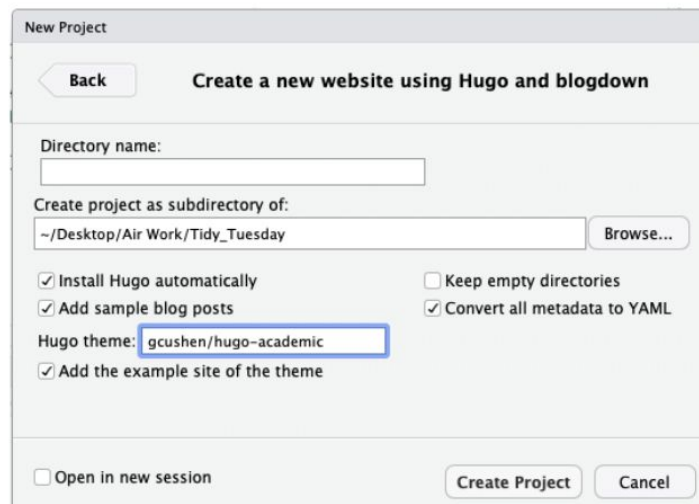 New Project
Back
Create a new website using Hugo and blogdown
Directory name:
Create project as subdirectory of:
~/Desktop/Air Work/Tidy_Tuesday
Browse...
Install Hugo automatically
Keep empty directories
Add sample blog posts
Convert all metadata to YAML
Hugo theme: gcushen/hugo-academic
Add the example site of the theme
Open in new session
Create Project
Cancel